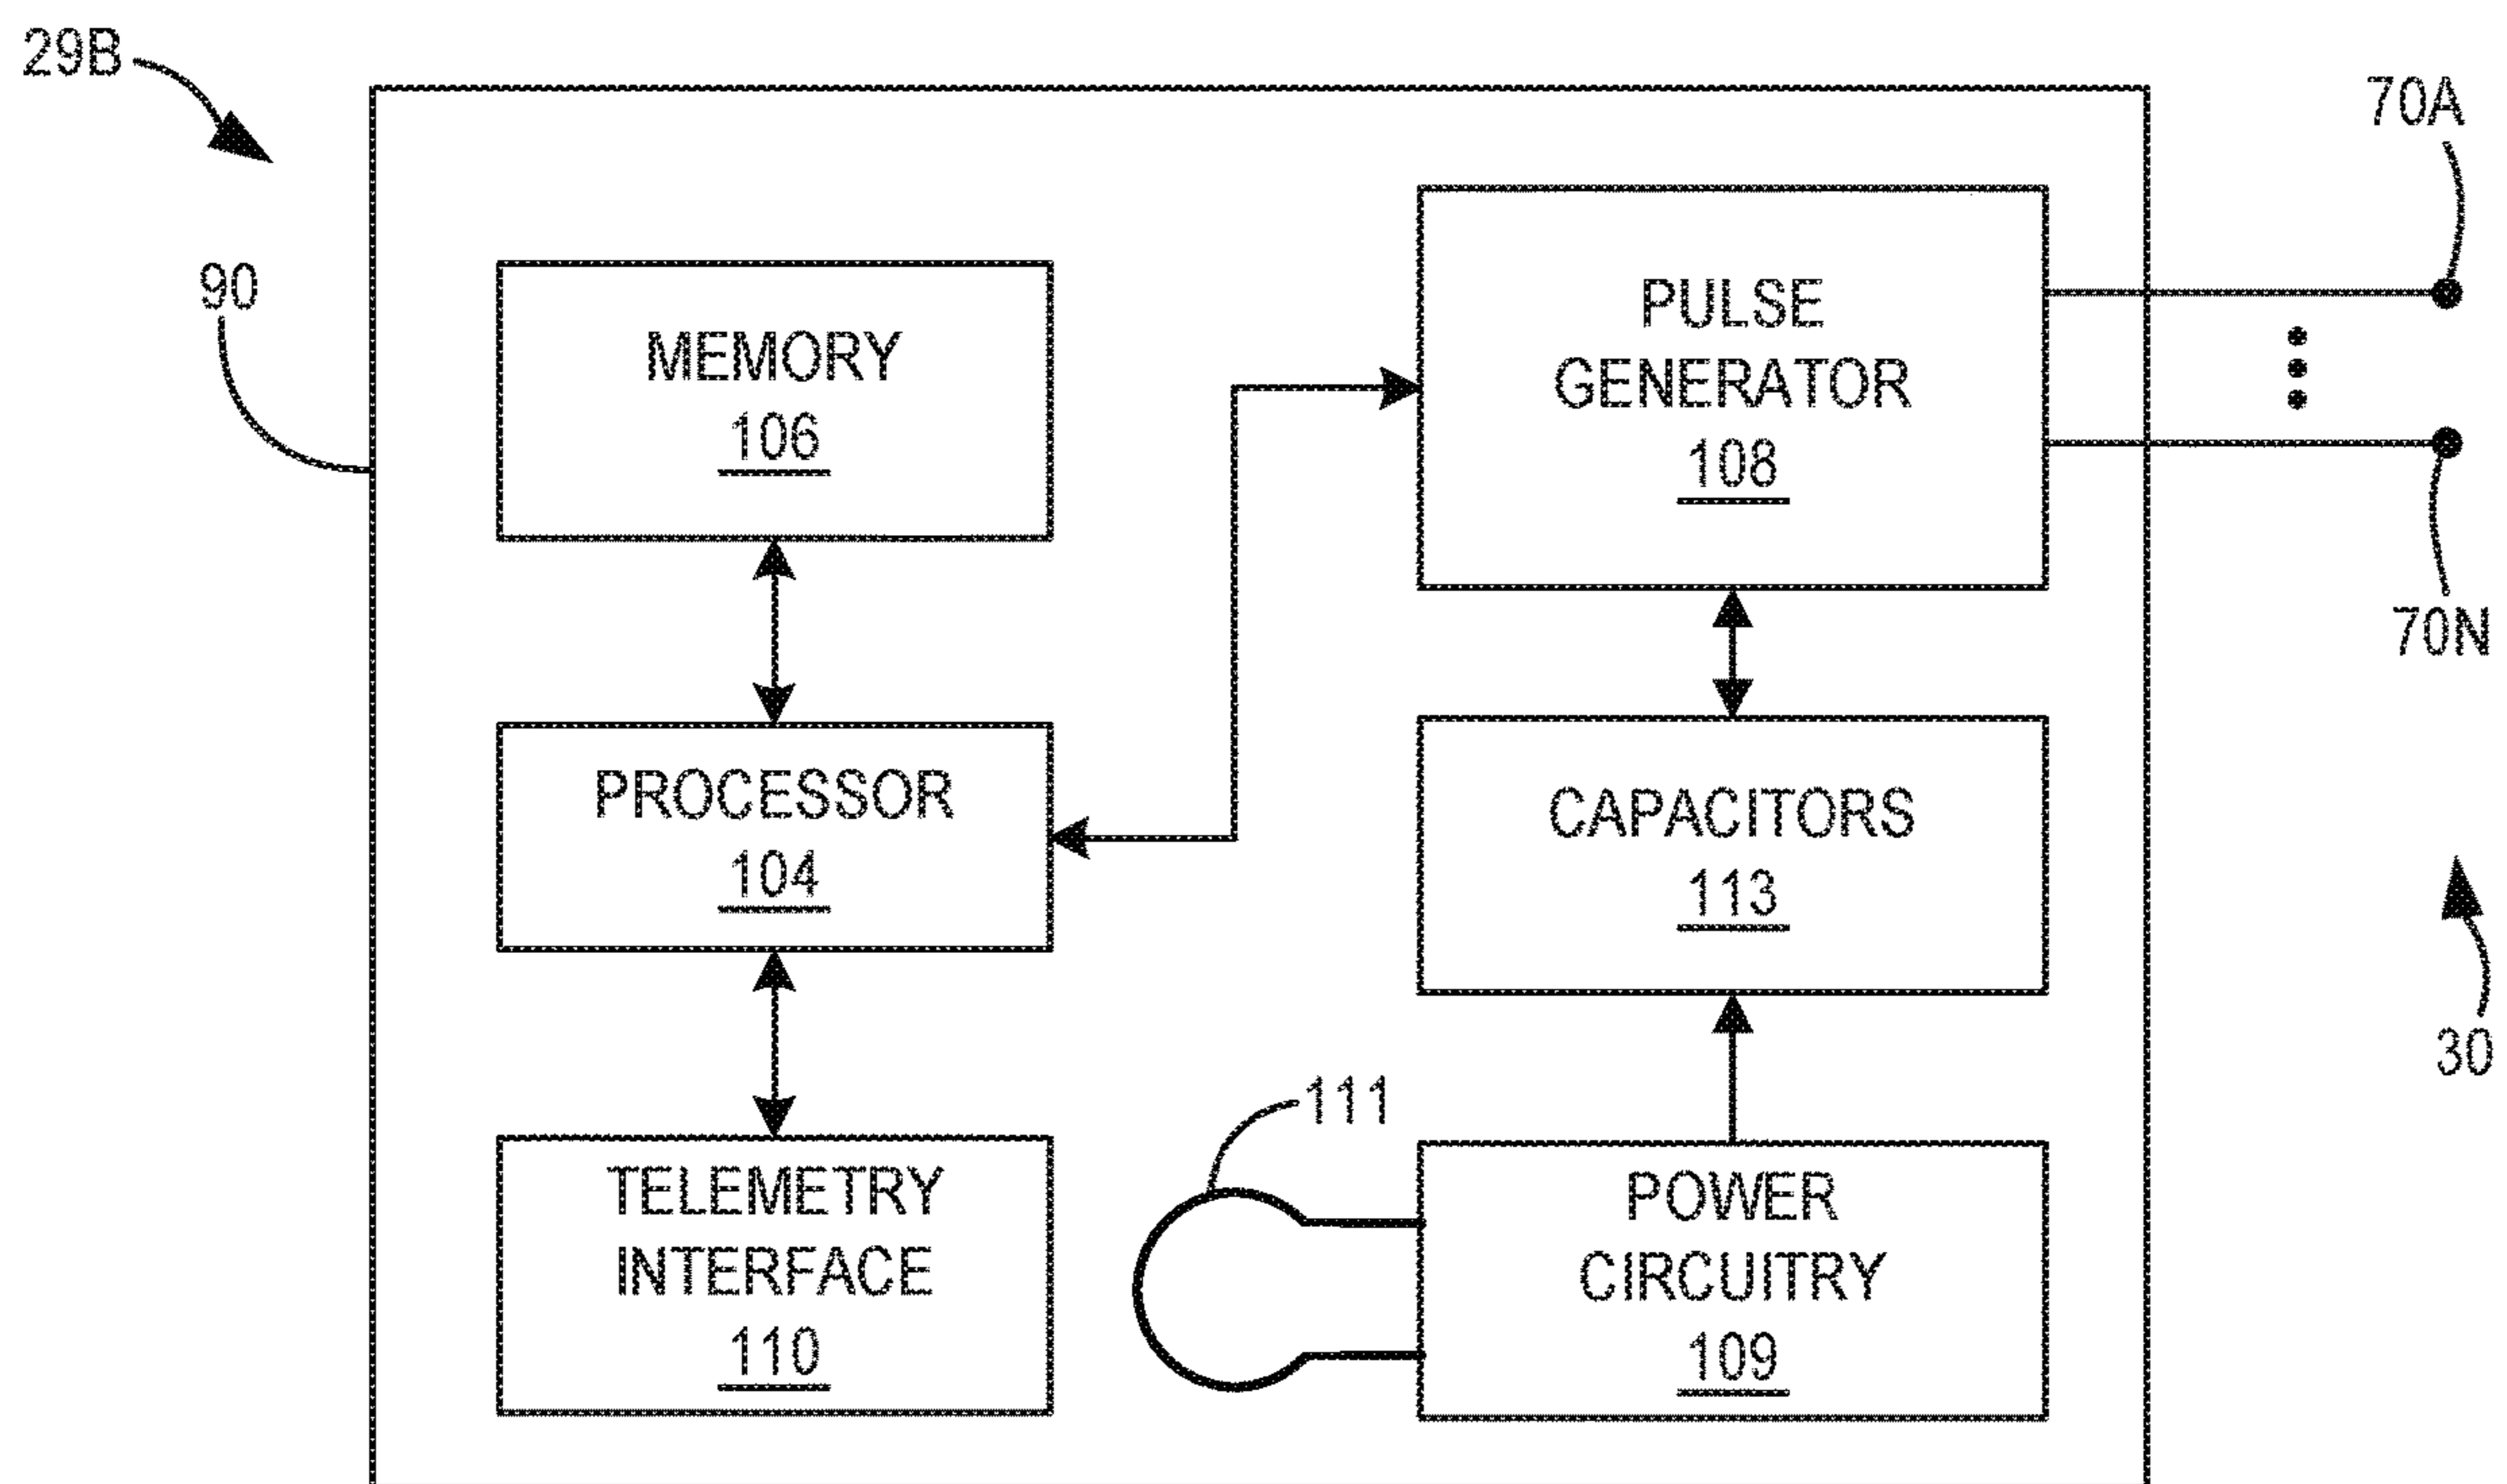 29B
70A
90
MEMORY
106
PULSE
GENERATOR
108
70N
PROCESSOR
104
CAPACITORS
113
30
111
TELEMETRY
INTERFACE
110
POWER
CIRCUITRY
109